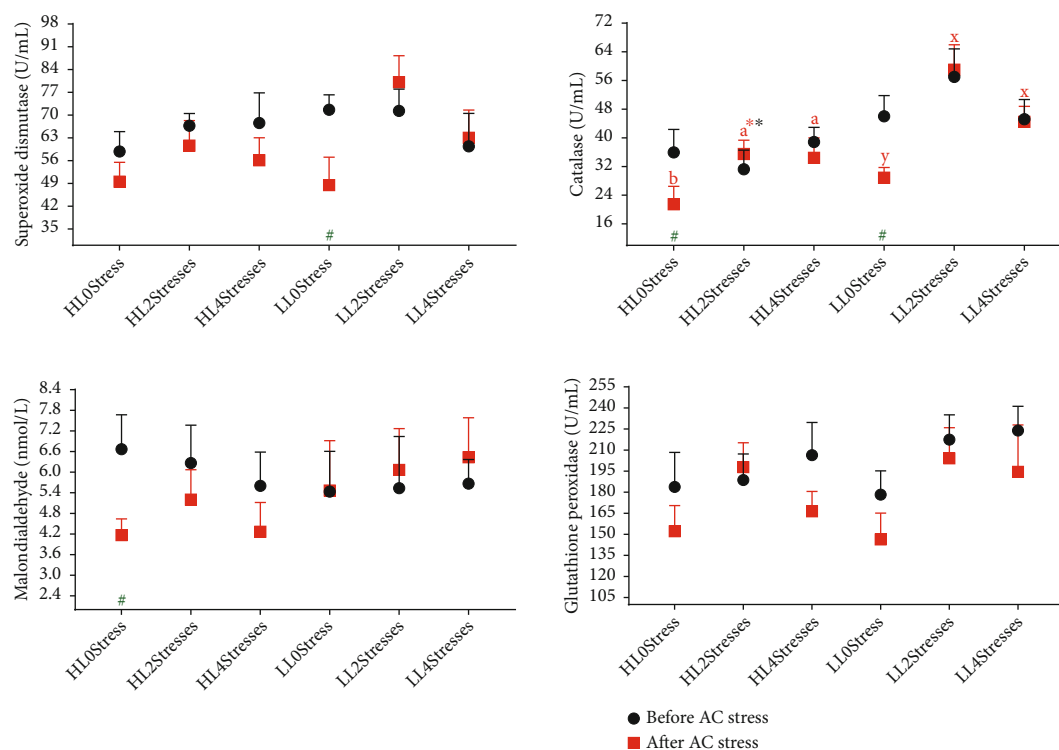 Superoxide dismutase (U/mL)
98
91
84
77
70
63
56
49
42
35
#
HL0Stress
HL2Stresses
HL4Stresses
LL0Stress
LL2Stresses
LL4Stresses
Catalase (U/mL)
72
64
56
48
40
32
24
16
b
a**
a
y
x
x
#
#
HL0Stress
HL2Stresses
HL4Stresses
LL0Stress
LL2Stresses
LL4Stresses
Malondialdehyde (nmol/L)
8.4
7.8
7.2
6.6
6.0
5.4
4.8
4.2
3.6
3.0
2.4
#
HL0Stress
HL2Stresses
HL4Stresses
LL0Stress
LL2Stresses
LL4Stresses
Glutathione peroxidase (U/mL)
255
240
225
210
195
180
165
150
135
120
105
HL0Stress
HL2Stresses
HL4Stresses
LL0Stress
LL2Stresses
LL4Stresses
Before AC stress
After AC stress